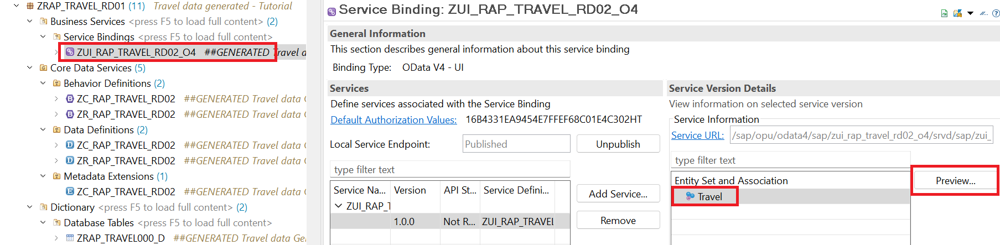 ZRAP_TRAVEL_RD01 (11) Travel data generated - Tutorial
Business Services <press F5 to load full content> (2)
Service Bindings <press F5 to load full content>
ZUI_RAP_TRAVEL_RD02_O4 ##GENERATED Travel d
Core Data Services (5)
Behavior Definitions (2)
ZC_RAP_TRAVEL_RD02 ##GENERATED Travel data G
ZR_RAP_TRAVEL_RD02 ##GENERATED Travel data G
Data Definitions (2)
ZC_RAP_TRAVEL_RD02 ##GENERATED Travel data G
ZR_RAP_TRAVEL_RD02 ##GENERATED Travel data G
Metadata Extensions (1)
ZC_RAP_TRAVEL_RD02 ##GENERATED Travel data G
Dictionary <press F5 to load full content> (2)
Database Tables <press F5 to load full content>
ZRAP_TRAVEL000_D ##GENERATED Travel data Ge
Service Binding: ZUI_RAP_TRAVEL_RD02_O4
General Information
This section describes general information about this service binding
Binding Type: OData V4 - UI
Services
Define services associated with the Service Binding
Default Authorization Values: 16B4331EA9454E7FFEF68C01E4C302HT
Local Service Endpoint: Published Unpublish
type filter text
Service Na... Version API St... Service Defini...
ZUI_RAP_T
1.0.0 Not R... ZUI_RAP_TRAVEL
Add Service...
Remove
Service Version Details
View information on selected service version
Service Information
Service URL: /sap/opu/odata4/sap/zui_rap_travel_rd02_o4/srvd/sap/zui_
type filter text
Entity Set and Association
Travel
Preview...